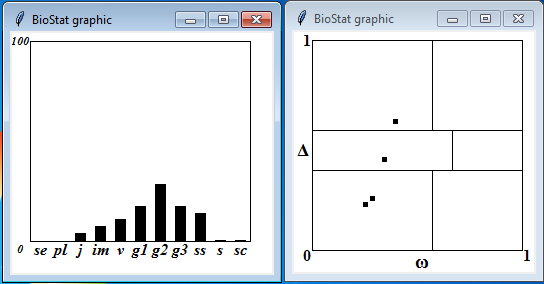 BioStat graphic
100
0
se pl j im v g1 g2 g3 ss s sc
BioStat graphic
1
Δ
0
ω
1